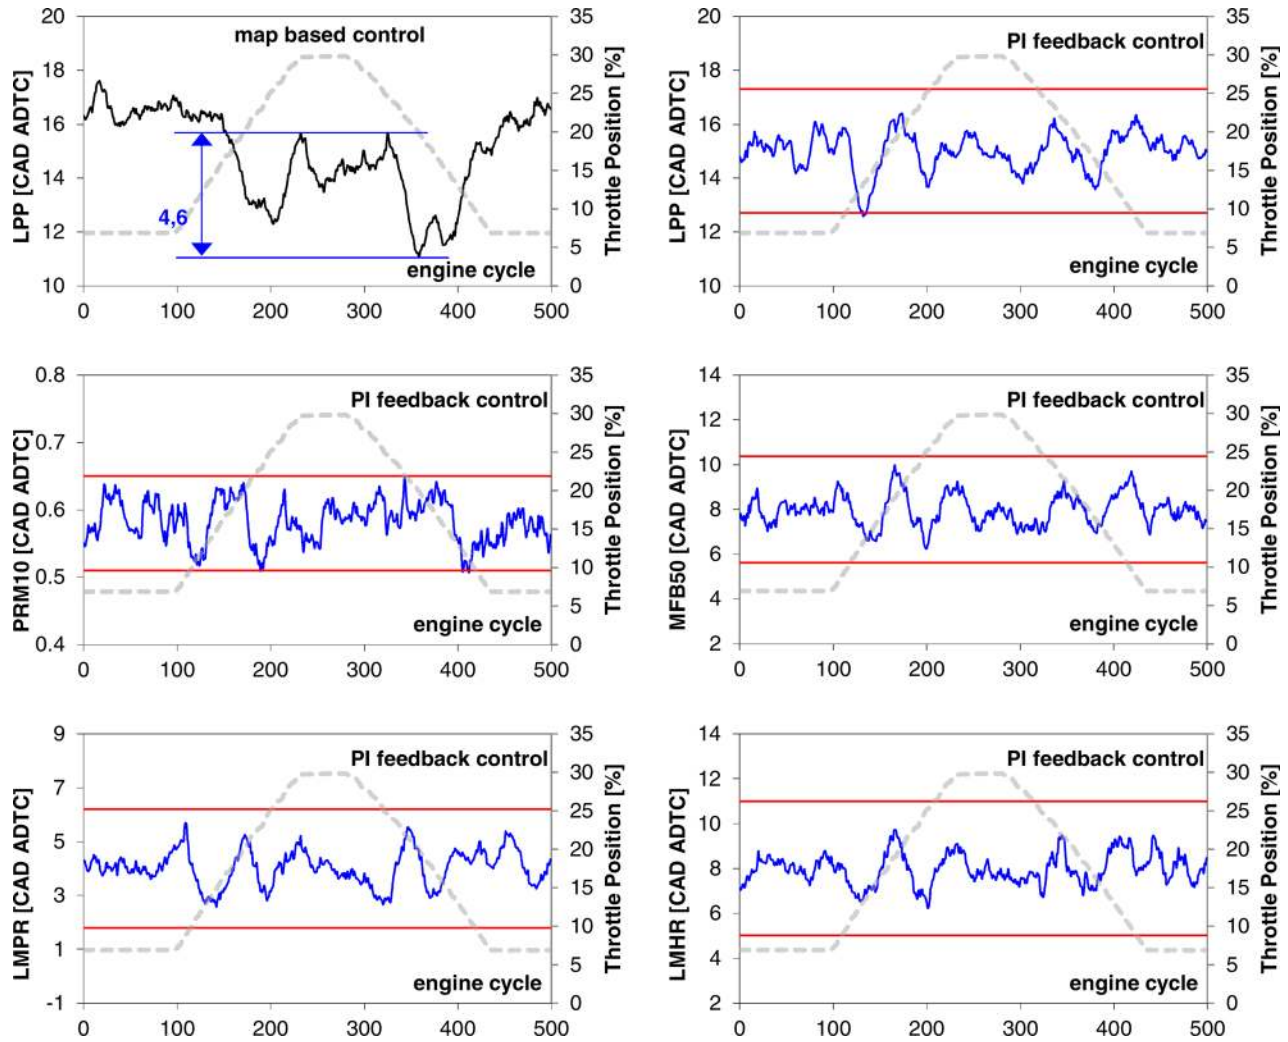 map based control
LPP [CAD ADTC]
20
18
16
14
12
10
4,6
engine cycle
0 100 200 300 400 500
35
30
25
20
15
10
5
0
Throttle Position [%]
PI feedback control
LPP [CAD ADTC]
20
18
16
14
12
10
engine cycle
0 100 200 300 400 500
35
30
25
20
15
10
5
0
Throttle Position [%]
PI feedback control
PRM10 [CAD ADTC]
0.8
0.7
0.6
0.5
0.4
engine cycle
0 100 200 300 400 500
35
30
25
20
15
10
5
0
Throttle Position [%]
PI feedback control
MFB50 [CAD ADTC]
14
12
10
8
6
4
2
engine cycle
0 100 200 300 400 500
35
30
25
20
15
10
5
0
Throttle Position [%]
PI feedback control
LMPR [CAD ADTC]
9
7
5
3
1
-1
engine cycle
0 100 200 300 400 500
35
30
25
20
15
10
5
0
Throttle Position [%]
PI feedback control
LMHR [CAD ADTC]
14
12
10
8
6
4
2
engine cycle
0 100 200 300 400 500
35
30
25
20
15
10
5
0
Throttle Position [%]